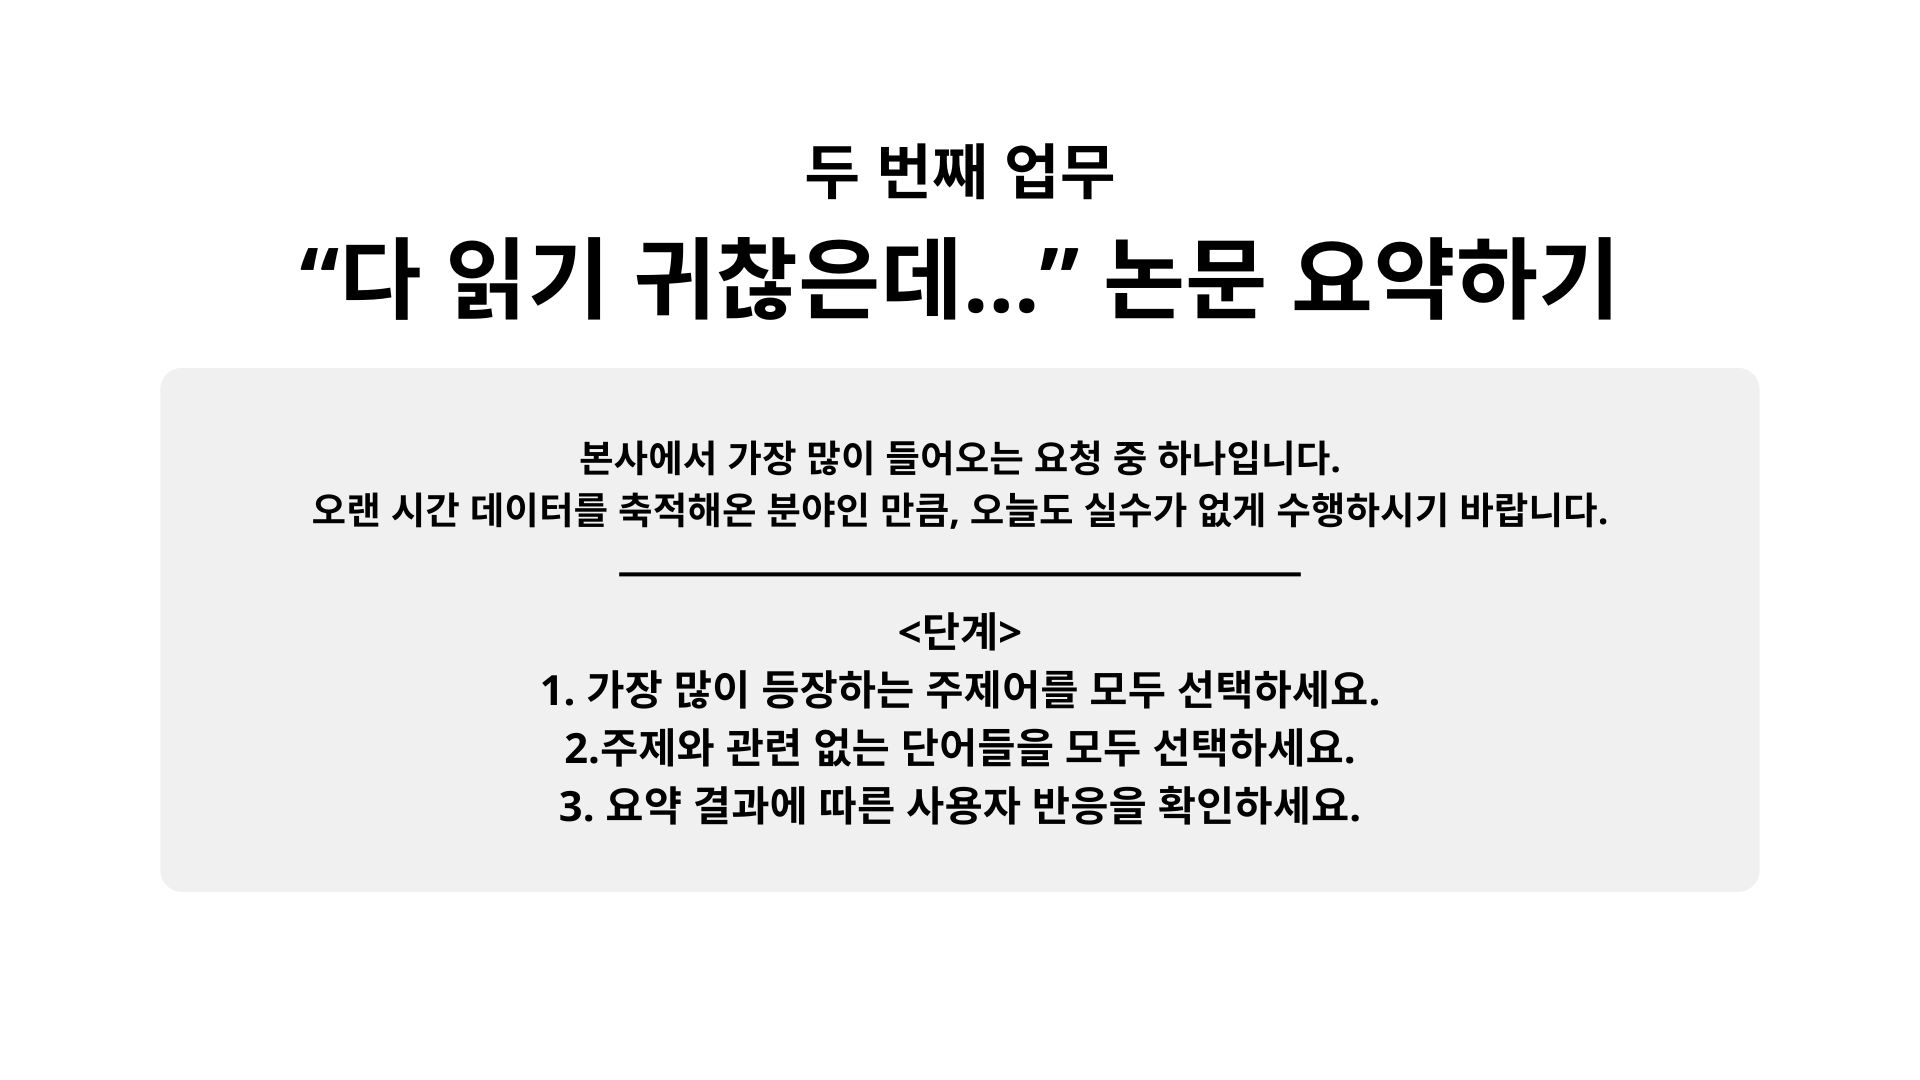 두 번째 업무
“다 읽기 귀찮은데...” 논문 요약하기
본사에서 가장 많이 들어오는 요청 중 하나입니다.
오랜 시간 데이터를 축적해온 분야인 만큼, 오늘도 실수가 없게 수행하시기 바랍니다.
<단계>
1. 가장 많이 등장하는 주제어를 모두 선택하세요.
2.주제와 관련 없는 단어들을 모두 선택하세요.
3. 요약 결과에 따른 사용자 반응을 확인하세요.